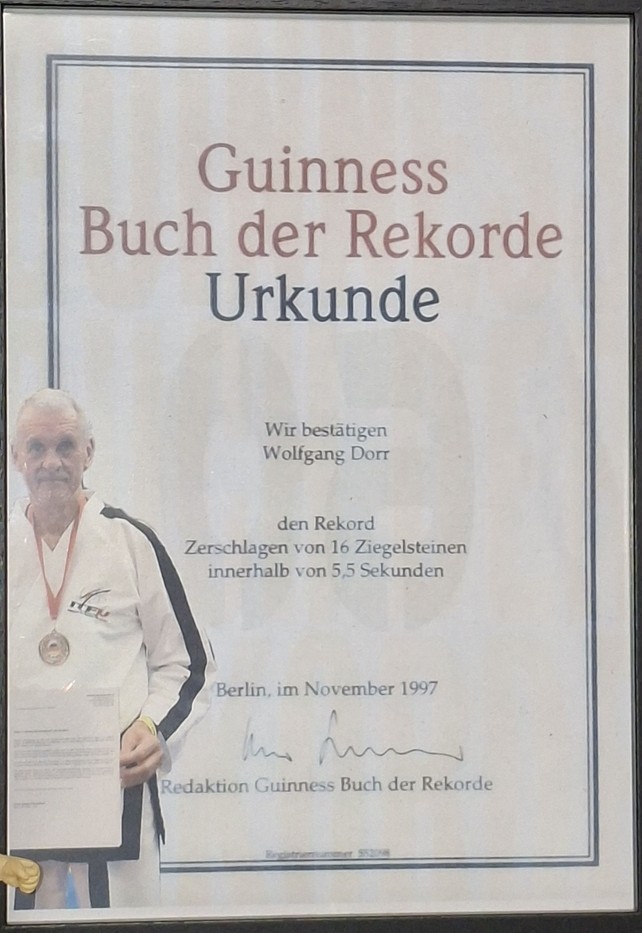 Guinness
Buch der Rekorde
Urkunde
Wir bestätigen
Wolfgang Dorr
den Rekord
Zerschlagen von 16 Ziegelsteinen
innerhalb von 5,5 Sekunden
Berlin, im November 1997
Redaktion Guinness Buch der Rekorde
Registriernummer